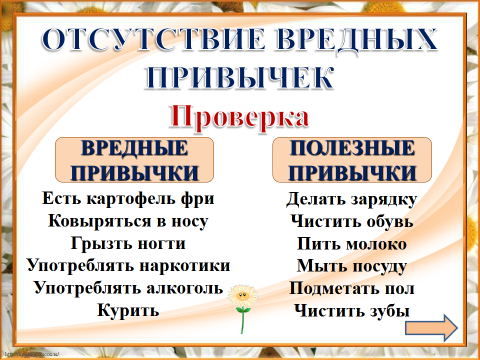 ОТСУТСТВИЕ ВРЕДНЫХ
ПРИВЫЧЕК
Проверка
ВРЕДНЫЕ
ПРИВЫЧКИ
Есть картофель фри
Ковыряться в носу
Грызть ногти
Употреблять наркотики
Употреблять алкоголь
Курить
ПОЛЕЗНЫЕ
ПРИВЫЧКИ
Делать зарядку
Чистить обувь
Пить молоко
Мыть посуду
Подметать пол
Чистить зубы